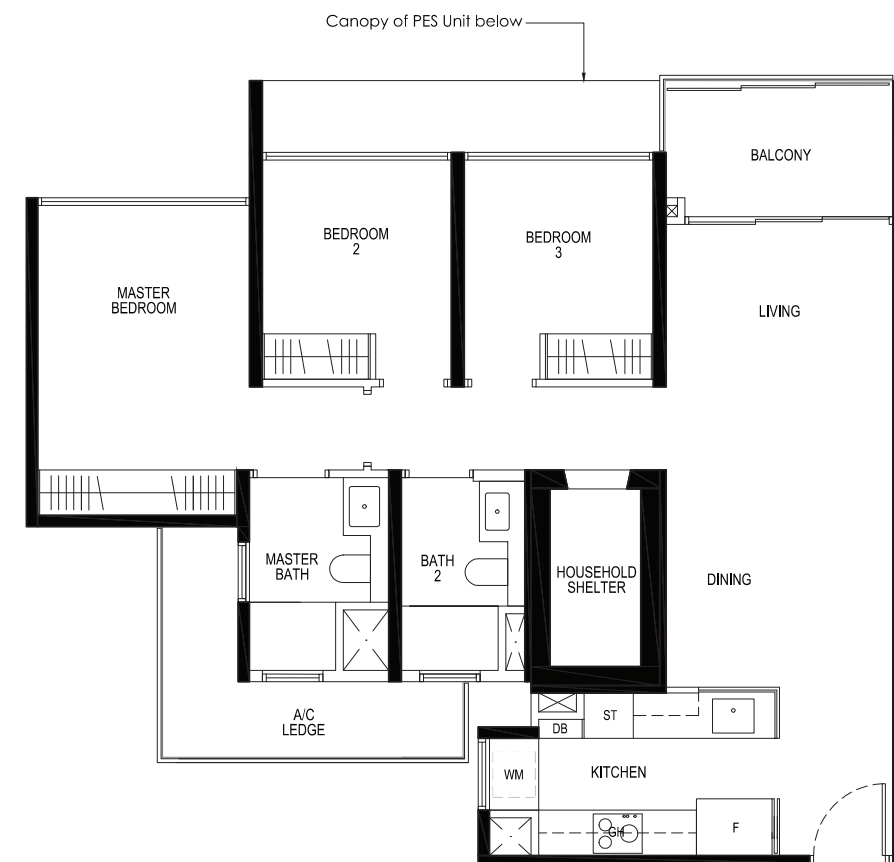 Canopy of PES Unit below
BALCONY
BEDROOM
2
BEDROOM
3
MASTER
BEDROOM
LIVING
MASTER
BATH
BATH
2
HOUSEHOLD
SHELTER
DINING
A/C
LEDGE
DB
ST
WM
KITCHEN
GH
F